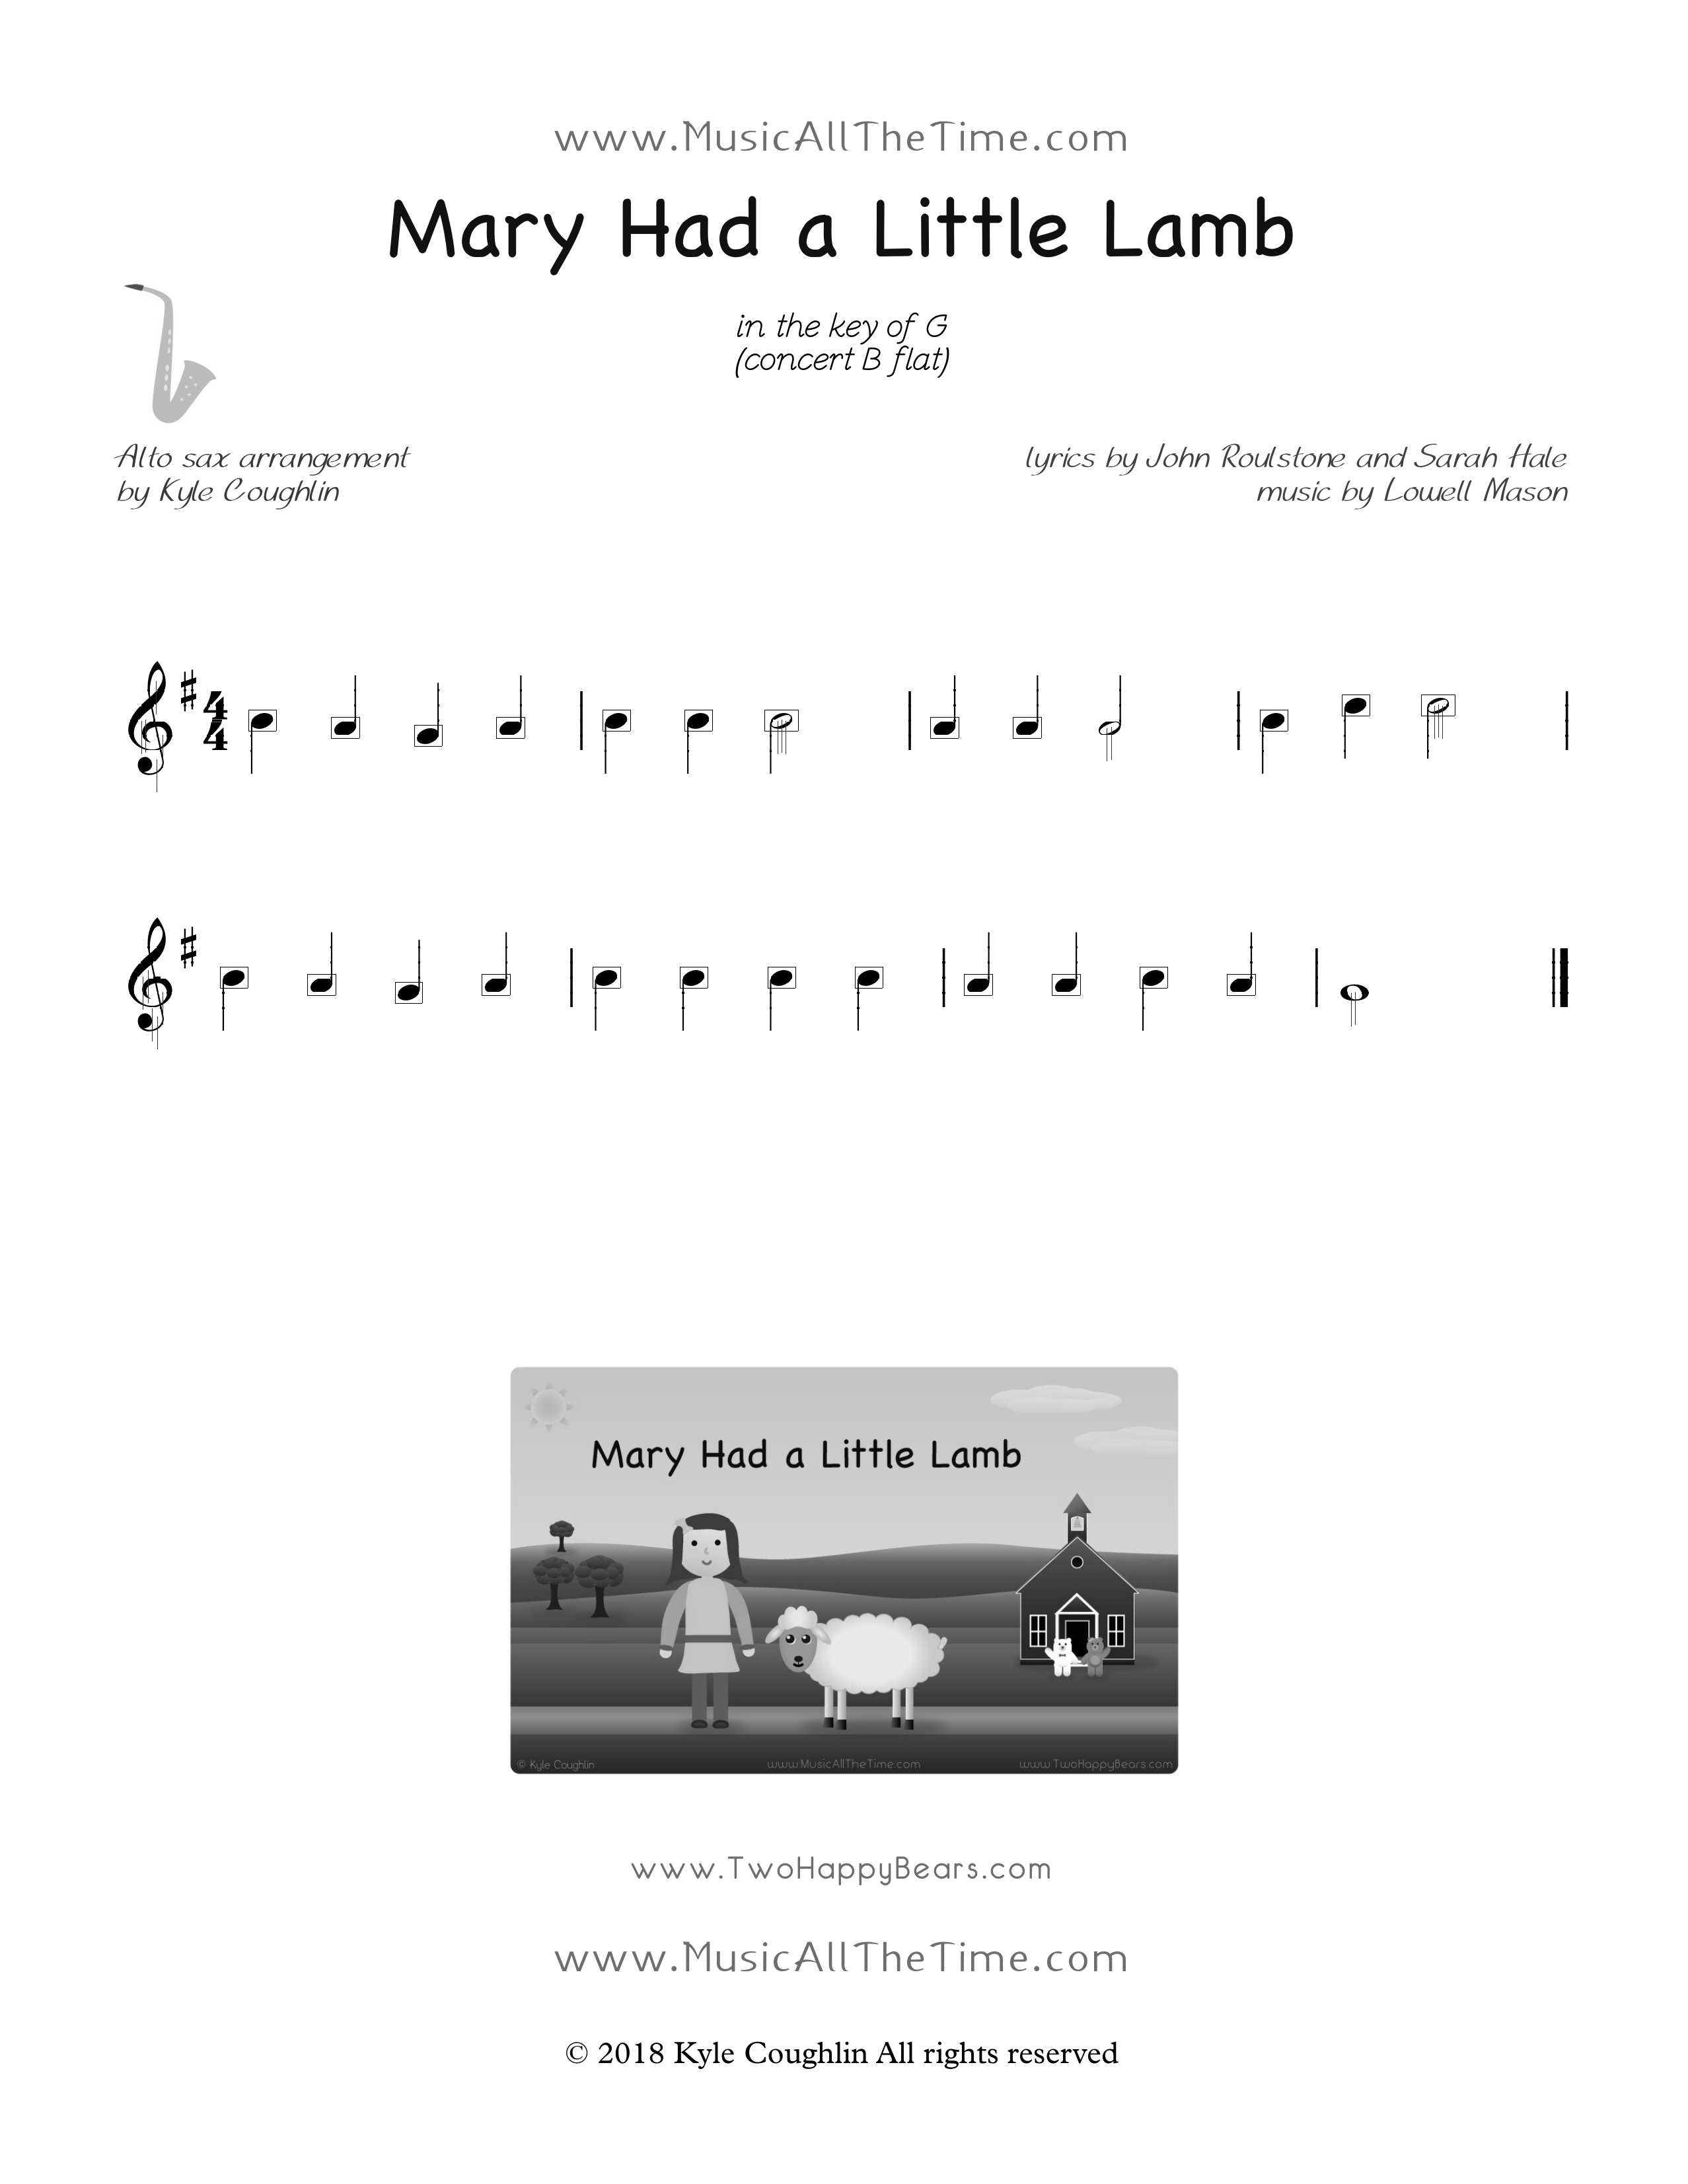 www.MusicAllTheTime.com
Mary Had a Little Lamb
in the key of G
(concert B flat)
Alto sax arrangement
by Kyle Coughlin
lyrics by John Roulstone and Sarah Hale
music by Lowell Mason
4
4
Mary Had a Little Lamb
© Kyle Coughlin
www.MusicAllTheTime.com
www.TwoHappyBears.com
www.TwoHappyBears.com
www.MusicAllTheTime.com
© 2018 Kyle Coughlin All rights reserved